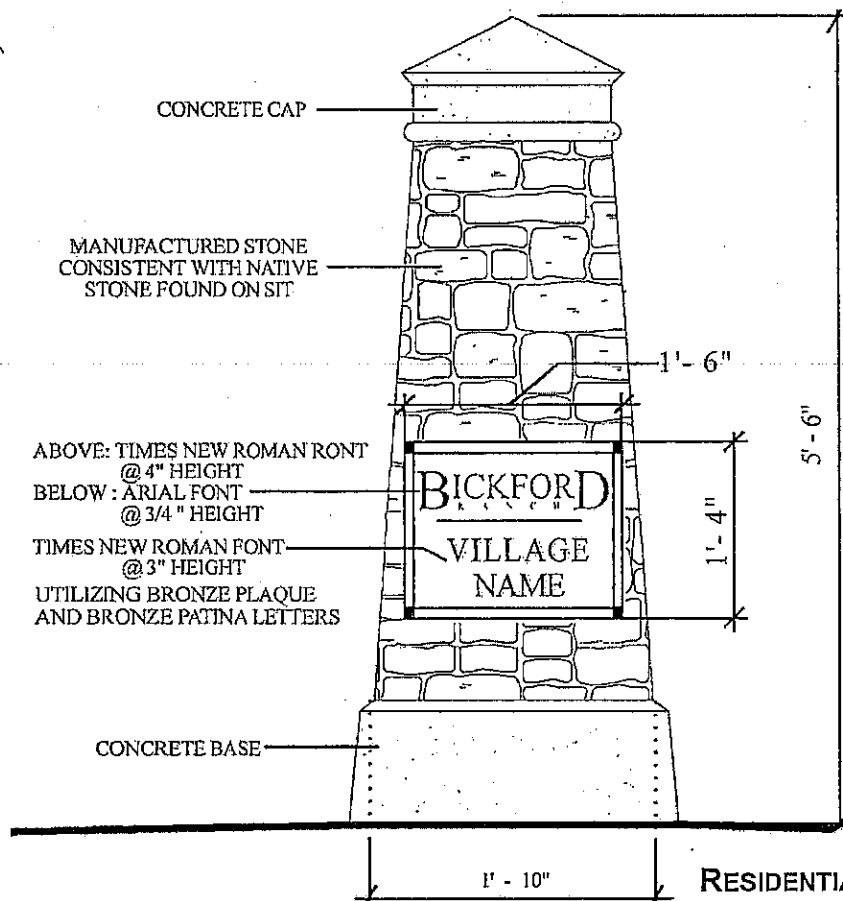 CONCRETE CAP
MANUFACTURED STONE
CONSISTENT WITH NATIVE
STONE FOUND ON SIT
1'- 6"
5'- 6"
ABOVE: TIMES NEW ROMAN RONT
@ 4" HEIGHT
BELOW : ARIAL FONT
@ 3/4 " HEIGHT
TIMES NEW ROMAN FONT
@ 3" HEIGHT
UTILIZING BRONZE PLAQUE
AND BRONZE PATINA LETTERS
BICKFORD
RANCH
VILLAGE
NAME
1'- 4"
CONCRETE BASE
1' - 10"
RESIDENTIA